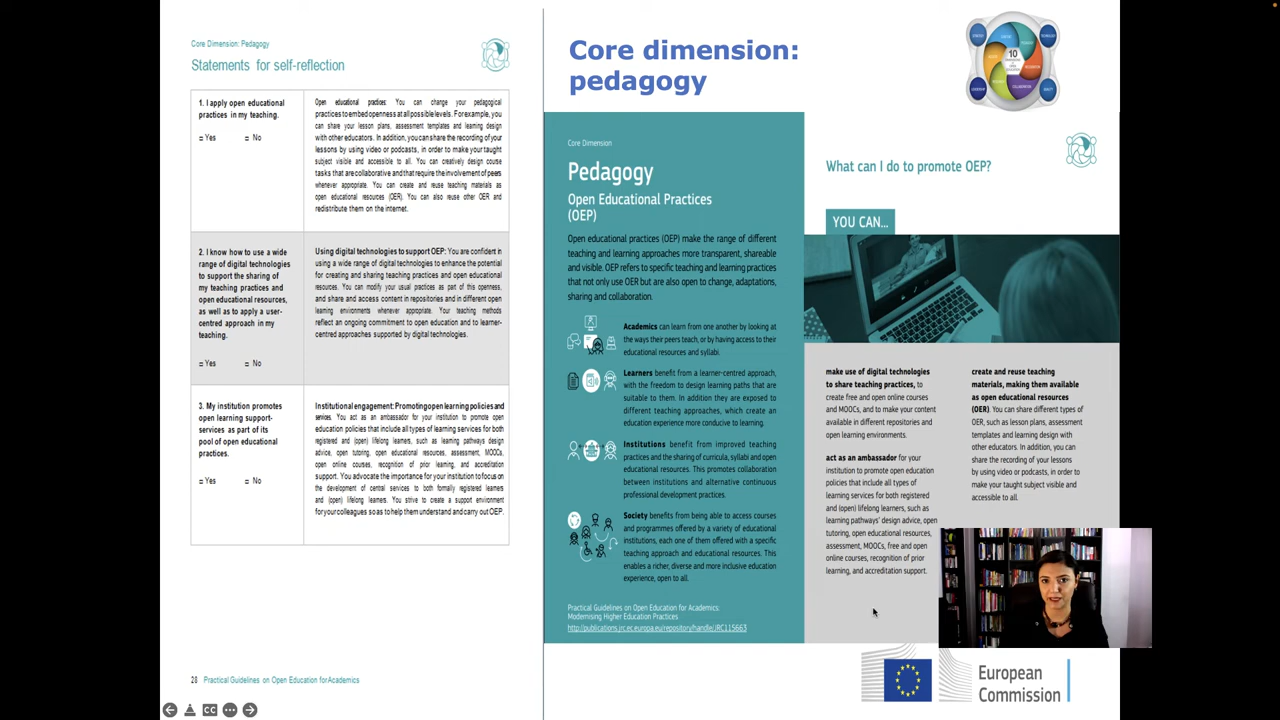 Core Dimension: Pedagogy
Statements for self-reflection
1. I apply open educational
practices in my teaching.
Yes No
Open educational practices: You can change your pedagogical
practices to embed openness at all possible levels. For example, you
can share your lesson plans, assessment templates and learning design
with other educators. In addition, you can share the recording of your
lessons by using video or podcasts, in order to make your taught
subject visible and accessible to all. You can creatively design course
tasks that are collaborative and that require the involvement of peers
whenever appropriate. You can create and reuse teaching materials as
open educational resources (OER). You can also reuse other OER and
redistribute them on the internet.
2. I know how to use a wide
range of digital technologies
to support the sharing of
my teaching practices and
open educational resources,
as well as to apply a user-
centred approach in my
teaching.
Yes No
Using digital technologies to support OEP: You are confident in
using a wide range of digital technologies to enhance the potential
for creating and sharing teaching practices and open educational
resources. You can modify your usual practices as part of this openness,
and share and access content in repositories and in different open
learning environments whenever appropriate. Your teaching methods
reflect an ongoing commitment to open education and to learner-
centred approaches supported by digital technologies.
3. My institution promotes
open learning support-
services as part of its
pool of open educational
practices.
Yes No
Institutional engagement: Promoting open learning policies and
services. You act as an ambassador for your institution to promote open
education policies that include all types of learning services for both
registered and (open) lifelong learners, such as learning pathways design
advice, open tutoring, open educational resources, assessment, MOOCs,
open online courses, recognition of prior learning, and accreditation
support. You advocate the importance for your institution to focus on
the development of central services to both formally registered learners
and (open) lifelong learners. You strive to create a support environment
for your colleagues so as to help them understand and carry out OEP.
28 Practical Guidelines on Open Education for Academics
CC
Core dimension:
pedagogy
10
Core Dimension
Pedagogy
Open Educational Practices
(OEP)
Open educational practices (OEP) make the range of different
teaching and learning practices more transparent, shareable
and visible. OEP refers to specific teaching and learning practices
that not only use OER but are also open to change, adaptations,
sharing and collaboration.
Academics can learn from one another by looking at
the ways their peers teach, or by having access to their
educational resources and syllabi.
Learners benefit from a learner-centred approach,
with the freedom to design learning paths that are
suitable to them. In addition they are exposed to
different teaching approaches, which create an
education experience more conducive to learning.
Institutions benefit from improved teaching
practices and the sharing of curricula, syllabi and open
educational resources. This promotes collaboration
between institutions and alternative continuous
professional development practices.
Society benefits from being able to access courses
and programmes offered by a variety of educational
institutions, each one of them offered with a specific
teaching approach and educational resources. This
enables a richer, diverse and more inclusive education
experience, open to all.
Practical Guidelines on Open Education for Academics:
Modernising Higher Education Practices
http://publications.jrc.ec.europa.eu/repository/handle/JRC115663
What can I do to promote OEP?
YOU CAN...
make use of digital technologies
to share teaching practices, to
create free and open online courses
and MOOCs, and to make your content
available in different repositories and
open learning environments.
act as an ambassador for your
institution to promote open education
policies that include all types of
learning services for both registered
and (open) lifelong learners, such as
learning pathways' design advice, open
tutoring, open educational resources,
assessment, MOOCs, free and open
online courses, recognition of prior
learning, and accreditation support.
create and reuse teaching
materials, making them available
as open educational resources
(OER). You can share different types of
OER, such as lesson plans, assessment
templates and learning design with
other educators. In addition, you can
share the recording of your lessons
by using video or podcasts, in order to
make your taught subject visible and
accessible to all.
European
Commission